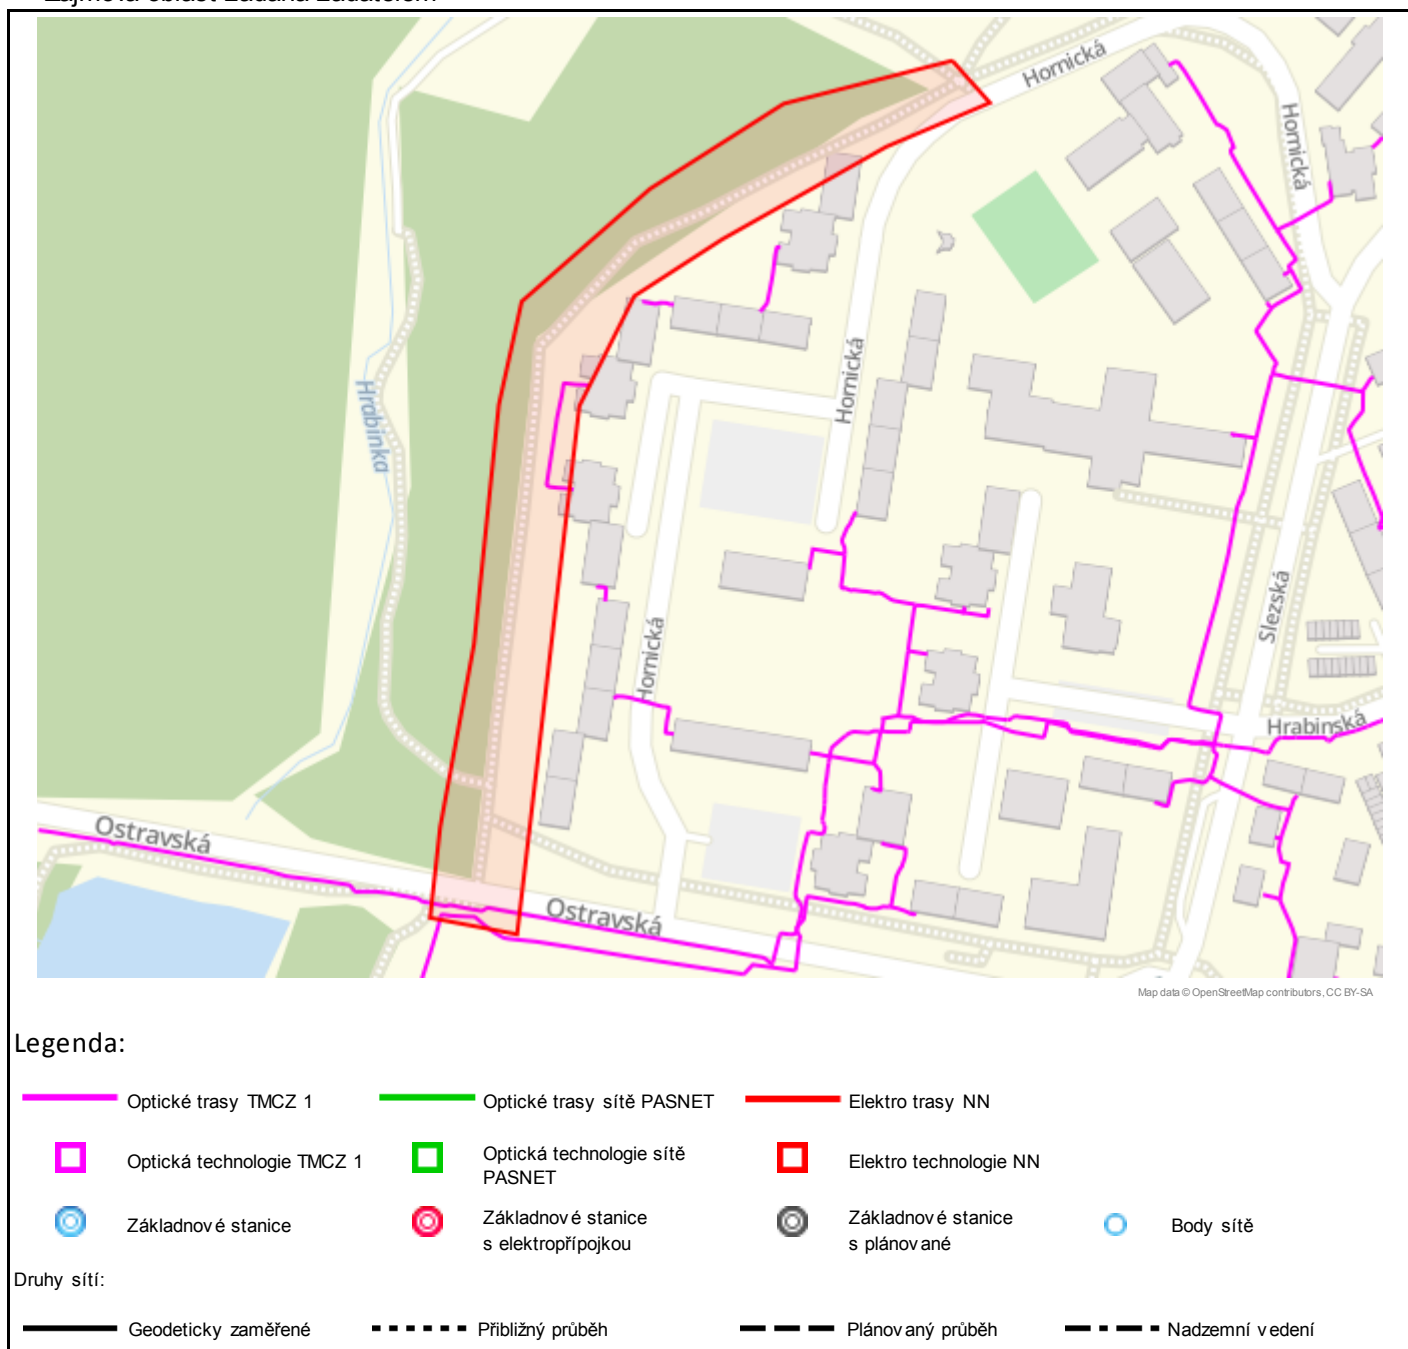 Hornická
Hornická
Hornická
Hrabinka
Slezská
Hornická
Hrabinská
Ostravská
Ostravská
Map data © OpenStreetMap contributors, CC BY-SA
Legenda:
Optické trasy TMCZ 1
Optické trasy sítě PASNET
Elektro trasy NN
Optická technologie TMCZ 1
Optická technologie sítě
PASNET
Elektro technologie NN
Základnové stanice
Základnové stanice
s elektropřípojkou
Základnové stanice
s plánované
Body sítě
Druhy sítí:
Geodeticky zaměřené
Přibližný průběh
Plánovaný průběh
Nadzemní vedení